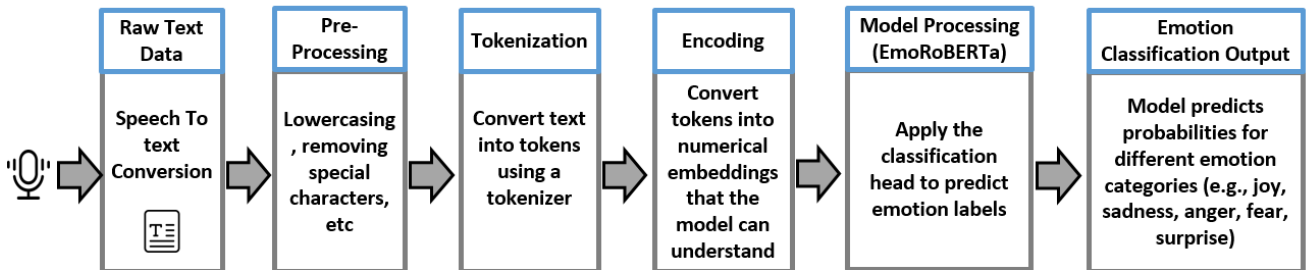 Raw Text
Data
Speech To
text
Conversion
T
Pre-
Processing
Lowercasing
, removing
special
characters,
etc
Tokenization
Convert text
into tokens
using a
tokenizer
Encoding
Convert
tokens into
numerical
embeddings
that the
model can
understand
Model Processing
(EmoRoBERTa)
Apply the
classification
head to predict
emotion labels
Emotion
Classification Output
Model predicts
probabilities for
different emotion
categories (e.g., joy,
sadness, anger, fear,
surprise)